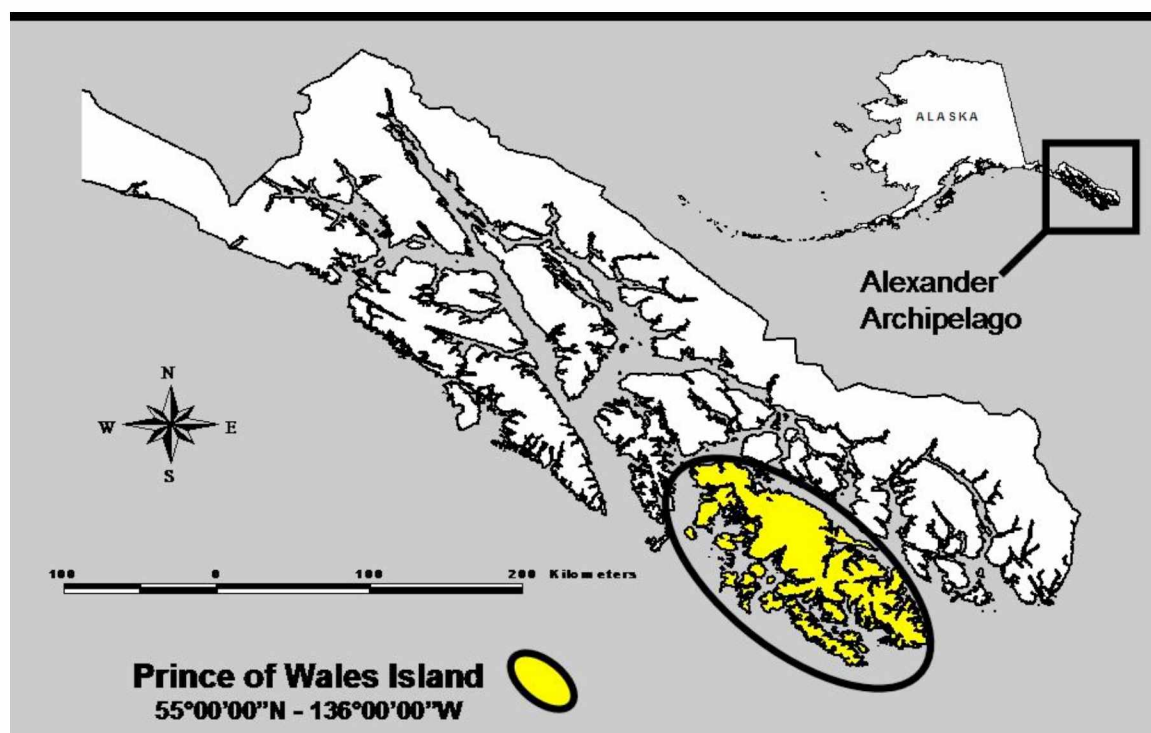 ALASKA
Alexander
Archipelago
N
W E
S
100 0 100 200 Kilometers
Prince of Wales Island
55°00'00”N - 136°00'00”W